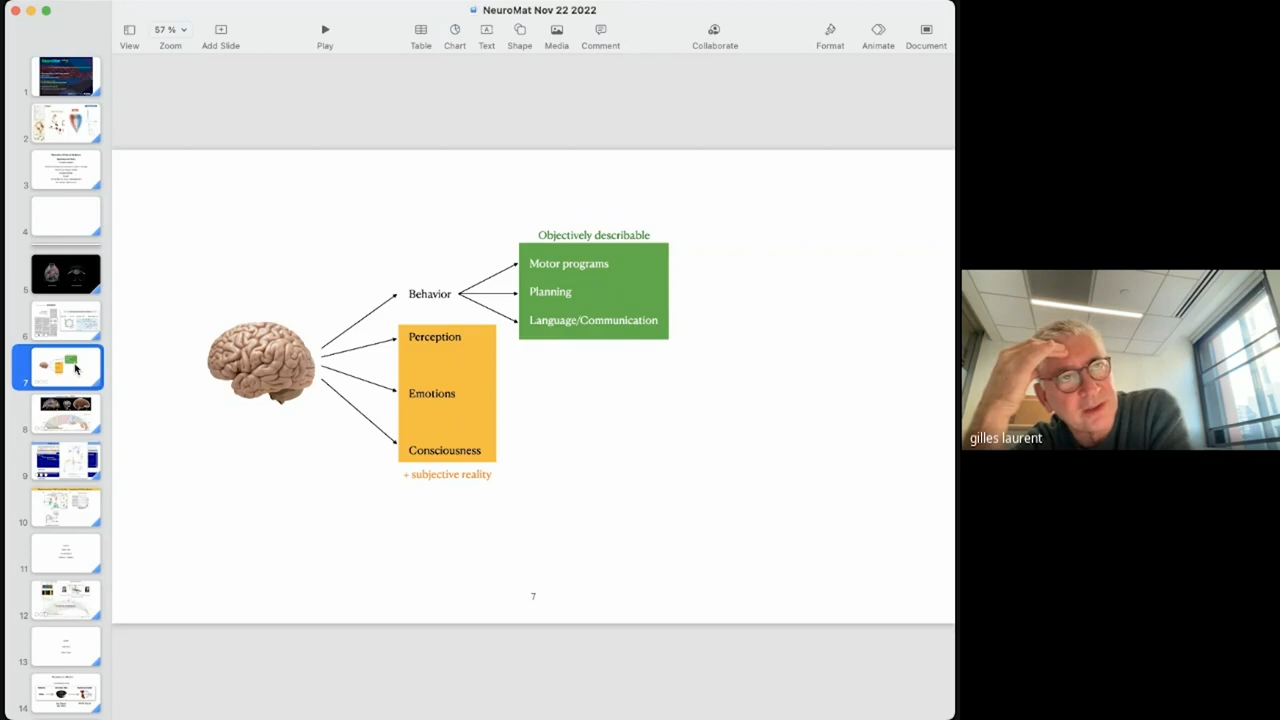 NeuroMat Nov 22 2022
57 %
View
Zoom
Add Slide
Play
Table
Chart
Text
Shape
Media
Comment
Collaborate
Format
Animate
Document
1
2
3
4
5
6
7
8
9
10
11
12
13
14
Objectively describable
Motor programs
Behavior
Planning
Language/Communication
Perception
Emotions
Consciousness
+ subjective reality
7
gilles laurent